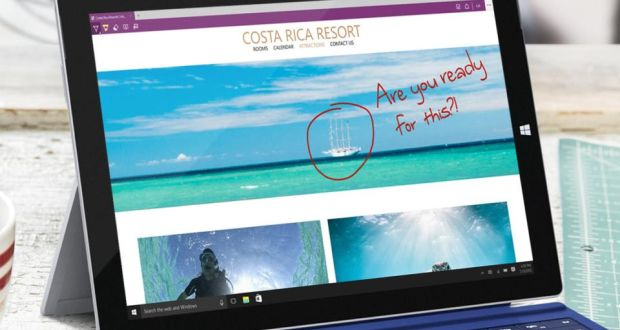 COSTA RICA RESORT
ROOMS CALENDAR ATTRACTIONS CONTACT US
Are you ready
for this?!
Search the web and Windows